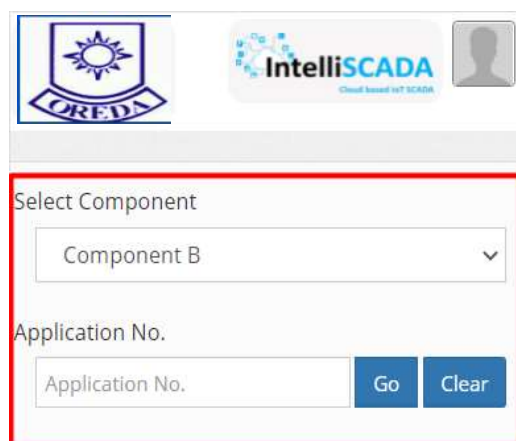 OREDA
IntelliSCADA
Cloud based IoT SCADA
Select Component
Component B
Application No.
Application No.
Go
Clear